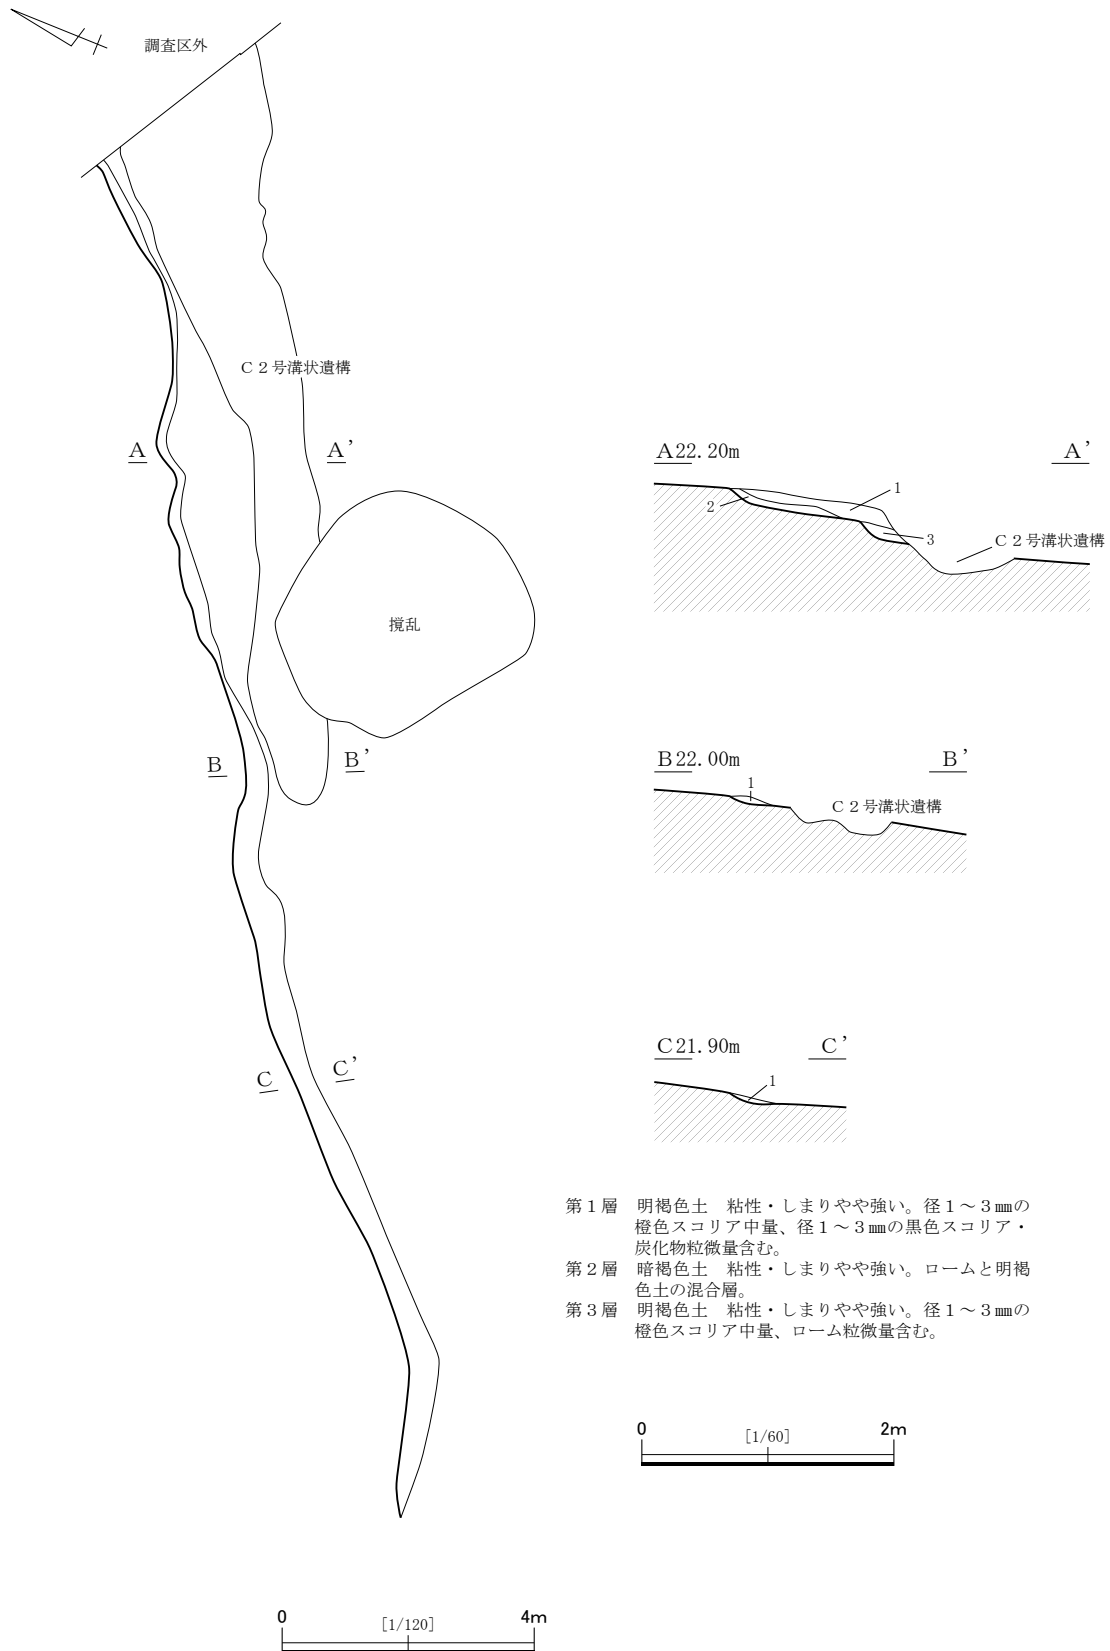 調査区外
C２号溝状遺構
A
A’
撹乱
B
B’
C
C’
A22.20m
A’
1
2
3
C２号溝状遺構
B22.00m
B’
1
C２号溝状遺構
C21.90m
C’
1
第１層　明褐色土　粘性・しまりやや強い。径１～３㎜の
橙色スコリア中量、径１～３㎜の黒色スコリア・
炭化物粒微量含む。
第２層　暗褐色土　粘性・しまりやや強い。ロームと明褐
色土の混合層。
第３層　明褐色土　粘性・しまりやや強い。径１～３㎜の
橙色スコリア中量、ローム粒微量含む。
0
[1/60]
2m
0
[1/120]
4m